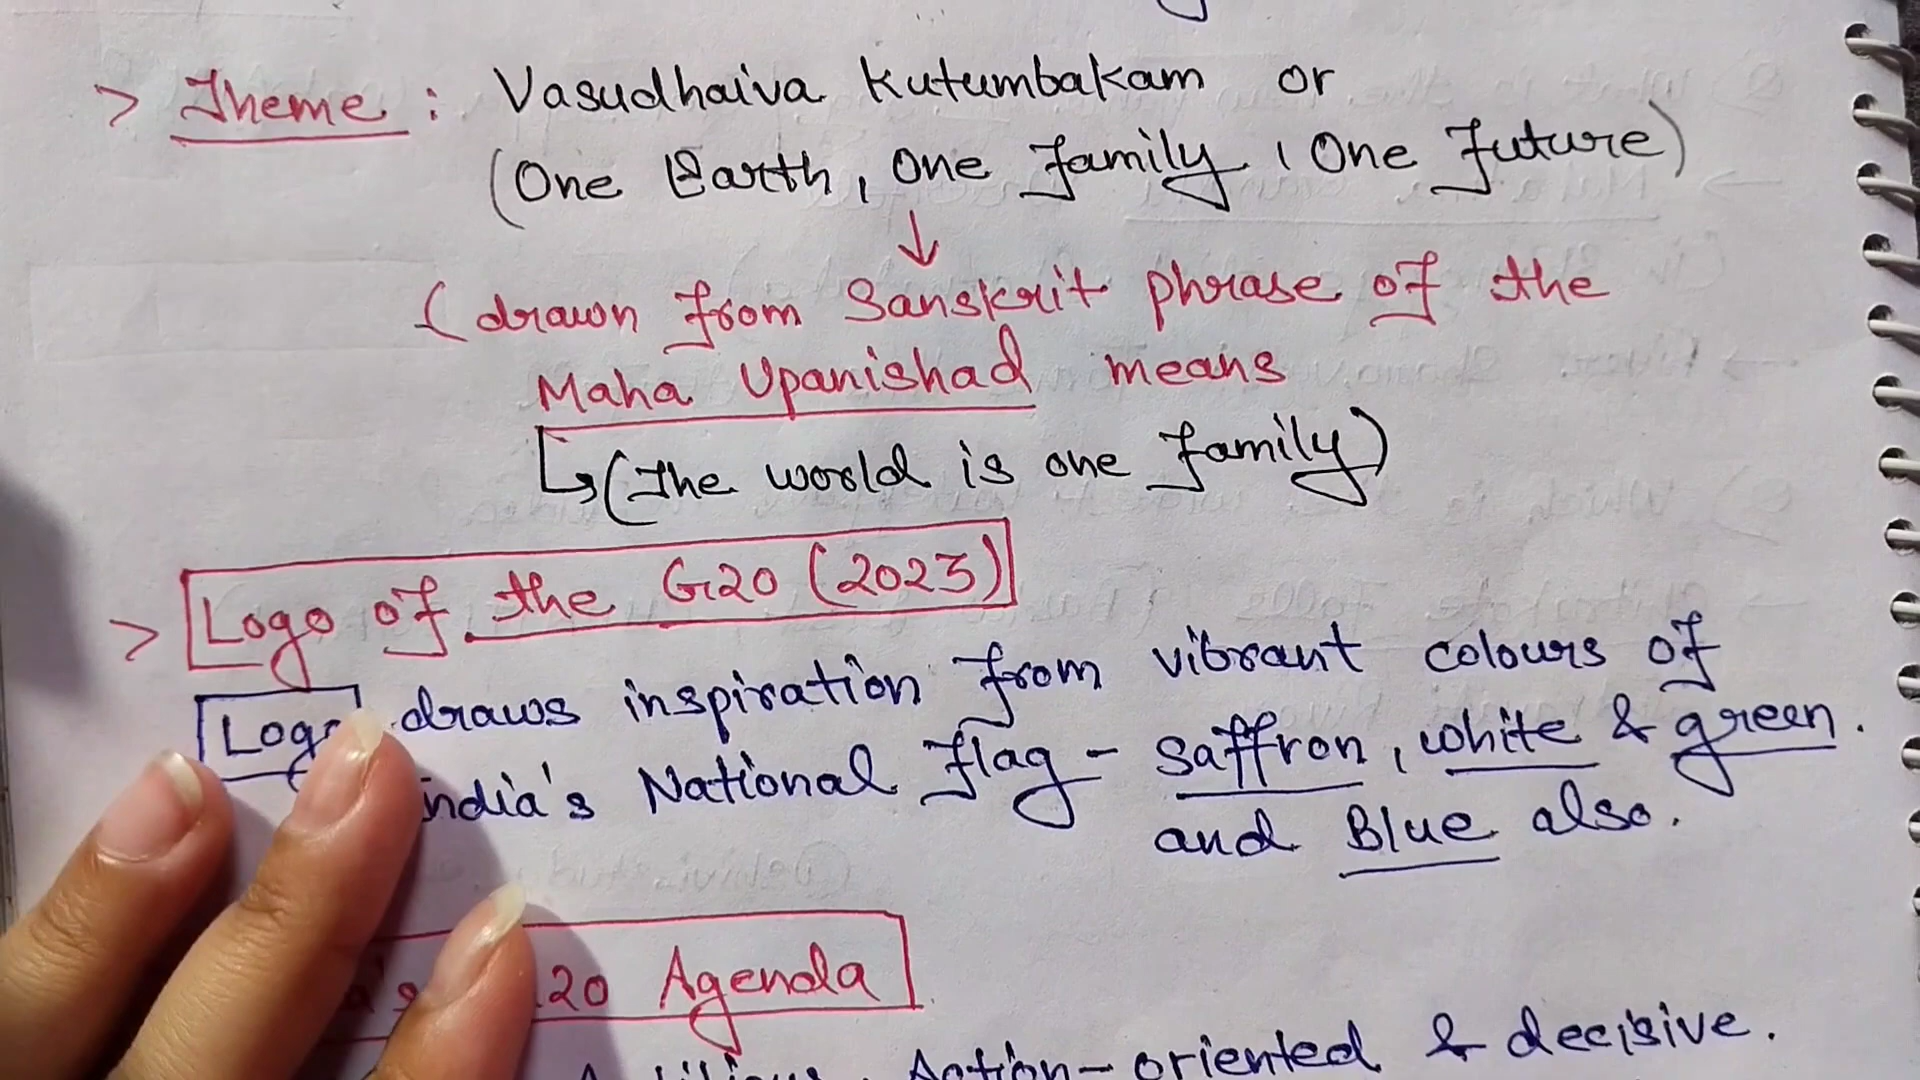 > Theme : Vasudhaiva Kutumbakam or
(One Earth, One Family, One Future)
↓
(drawn from Sanskrit phrase of the
Maha Upanishad means
↳ (The world is one family)
> Logo of the G20 (2023)
Logo draws inspiration from vibrant colours of
India's National Flag - saffron, white & green.
and Blue also.
20 Agenda
Action-oriented & decisive.